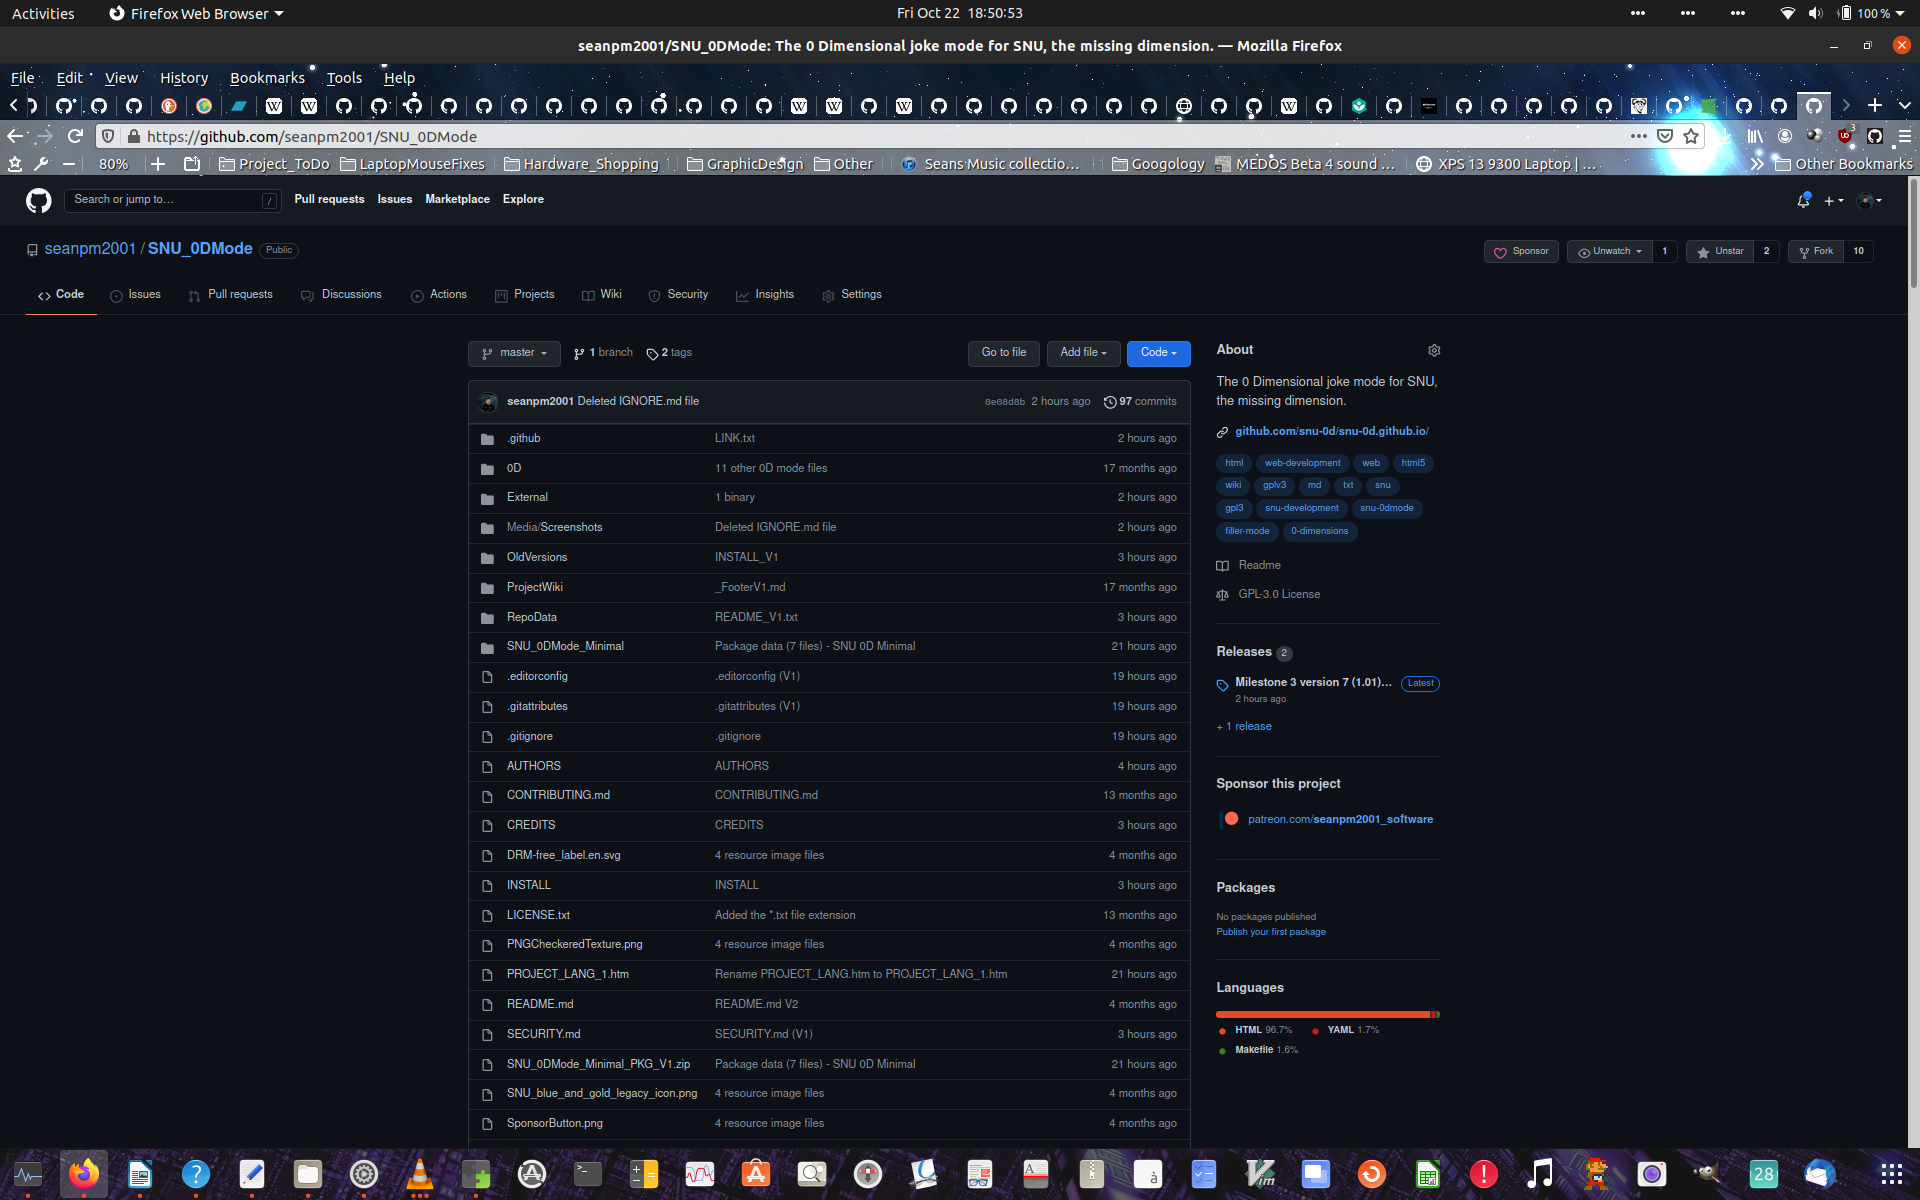 Activities Firefox Web Browser Fri Oct 22 18:50:53 100 %
seanpm2001/SNU_0DMode: The 0 Dimensional joke mode for SNU, the missing dimension. — Mozilla Firefox
File Edit View History Bookmarks Tools Help
https://github.com/seanpm2001/SNU_0DMode 3
80% Project_ToDo LaptopMouseFixes Hardware_Shopping GraphicDesign Other Seans Music collectio… Googology MEDOS Beta 4 sound … XPS 13 9300 Laptop | … Other Bookmarks
Search or jump to… / Pull requests Issues Marketplace Explore
seanpm2001 / SNU_0DMode Public Sponsor Unwatch 1 Unstar 2 Fork 10
Code Issues Pull requests Discussions Actions Projects Wiki Security Insights Settings
master 1 branch 2 tags Go to file Add file Code
seanpm2001 Deleted IGNORE.md file 0e08d8b 2 hours ago 97 commits
.github LINK.txt 2 hours ago
0D 11 other 0D mode files 17 months ago
External 1 binary 2 hours ago
Media/Screenshots Deleted IGNORE.md file 2 hours ago
OldVersions INSTALL_V1 3 hours ago
ProjectWiki _FooterV1.md 17 months ago
RepoData README_V1.txt 3 hours ago
SNU_0DMode_Minimal Package data (7 files) - SNU 0D Minimal 21 hours ago
.editorconfig .editorconfig (V1) 19 hours ago
.gitattributes .gitattributes (V1) 19 hours ago
.gitignore .gitignore 19 hours ago
AUTHORS AUTHORS 4 hours ago
CONTRIBUTING.md CONTRIBUTING.md 13 months ago
CREDITS CREDITS 3 hours ago
DRM-free_label.en.svg 4 resource image files 4 months ago
INSTALL INSTALL 3 hours ago
LICENSE.txt Added the *.txt file extension 13 months ago
PNGCheckeredTexture.png 4 resource image files 4 months ago
PROJECT_LANG_1.htm Rename PROJECT_LANG.htm to PROJECT_LANG_1.htm 21 hours ago
README.md README.md V2 4 months ago
SECURITY.md SECURITY.md (V1) 3 hours ago
SNU_0DMode_Minimal_PKG_V1.zip Package data (7 files) - SNU 0D Minimal 21 hours ago
SNU_blue_and_gold_legacy_icon.png 4 resource image files 4 months ago
SponsorButton.png 4 resource image files 4 months ago
About
The 0 Dimensional joke mode for SNU,
the missing dimension.
github.com/snu-0d/snu-0d.github.io/
html web-development web html5
wiki gplv3 md txt snu
gpl3 snu-development snu-0dmode
filler-mode 0-dimensions
Readme
GPL-3.0 License
Releases 2
Milestone 3 version 7 (1.01)… Latest
2 hours ago
+ 1 release
Sponsor this project
patreon.com/seanpm2001_software
Packages
No packages published
Publish your first package
Languages
HTML 96.7% YAML 1.7%
Makefile 1.6%
28